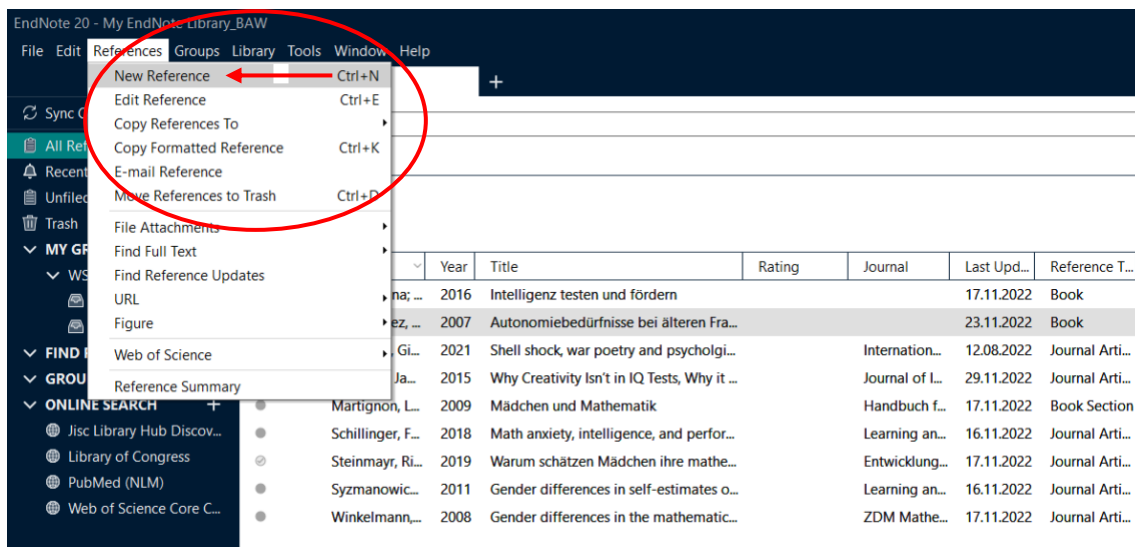 EndNote 20 - My EndNote Library_BAW
File Edit References Groups Library Tools Window Help
New Reference Ctrl+N
+
Edit Reference Ctrl+E
Sync
Copy References To
All Ref
Copy Formatted Reference Ctrl+K
Recent
E-mail Reference
Unfiled
Move References to Trash Ctrl+D
Trash
File Attachments
MY GR
Find Full Text
WS
Find Reference Updates
URL
Figure
FIND
Web of Science
GROU
Reference Summary
ONLINE SEARCH +
Jisc Library Hub Discov...
Library of Congress
PubMed (NLM)
Web of Science Core C...
Year Title Rating Journal Last Upd... Reference T...
na; ... 2016 Intelligenz testen und fördern 17.11.2022 Book
ez, ... 2007 Autonomiebedürfnisse bei älteren Fra... 23.11.2022 Book
Gi... 2021 Shell shock, war poetry and psycholgi... Internation... 12.08.2022 Journal Arti...
Ja... 2015 Why Creativity Isn't in IQ Tests, Why it ... Journal of I... 29.11.2022 Journal Arti...
Martignon, L... 2009 Mädchen und Mathematik Handbuch f... 17.11.2022 Book Section
Schillinger, F... 2018 Math anxiety, intelligence, and perfor... Learning an... 16.11.2022 Journal Arti...
Steinmayr, Ri... 2019 Warum schätzen Mädchen ihre mathe... Entwicklung... 17.11.2022 Journal Arti...
Syzmanowic... 2011 Gender differences in self-estimates o... Learning an... 16.11.2022 Journal Arti...
Winkelmann,... 2008 Gender differences in the mathematic... ZDM Mathe... 17.11.2022 Journal Arti...